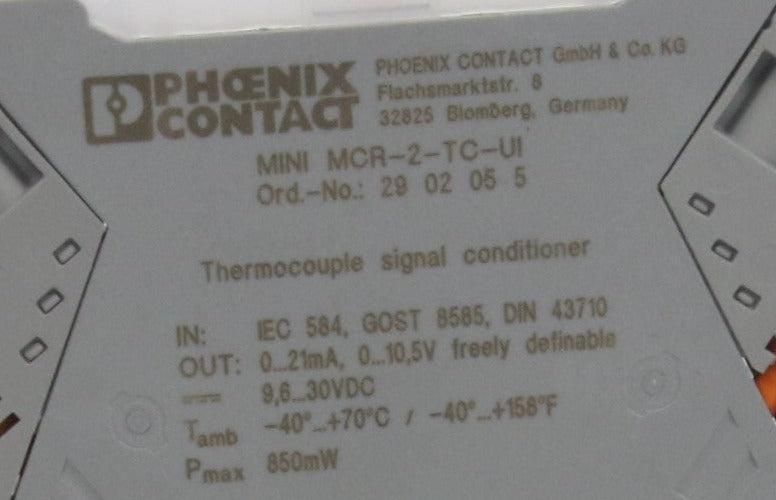 PHŒNIX
CONTACT
PHOENIX CONTACT GmbH & Co. KG
Flachsmarktstr. 8
32825 Blomberg, Germany
MINI MCR-2-TC-UI
Ord.-No.: 29 02 05 5
Thermocouple signal conditioner
IN: IEC 584, GOST 8585, DIN 43710
OUT: 0...21mA, 0...10,5V freely definable
9,6...30VDC
Tamb -40°...+70°C / -40°...+158°F
Pmax 850mW